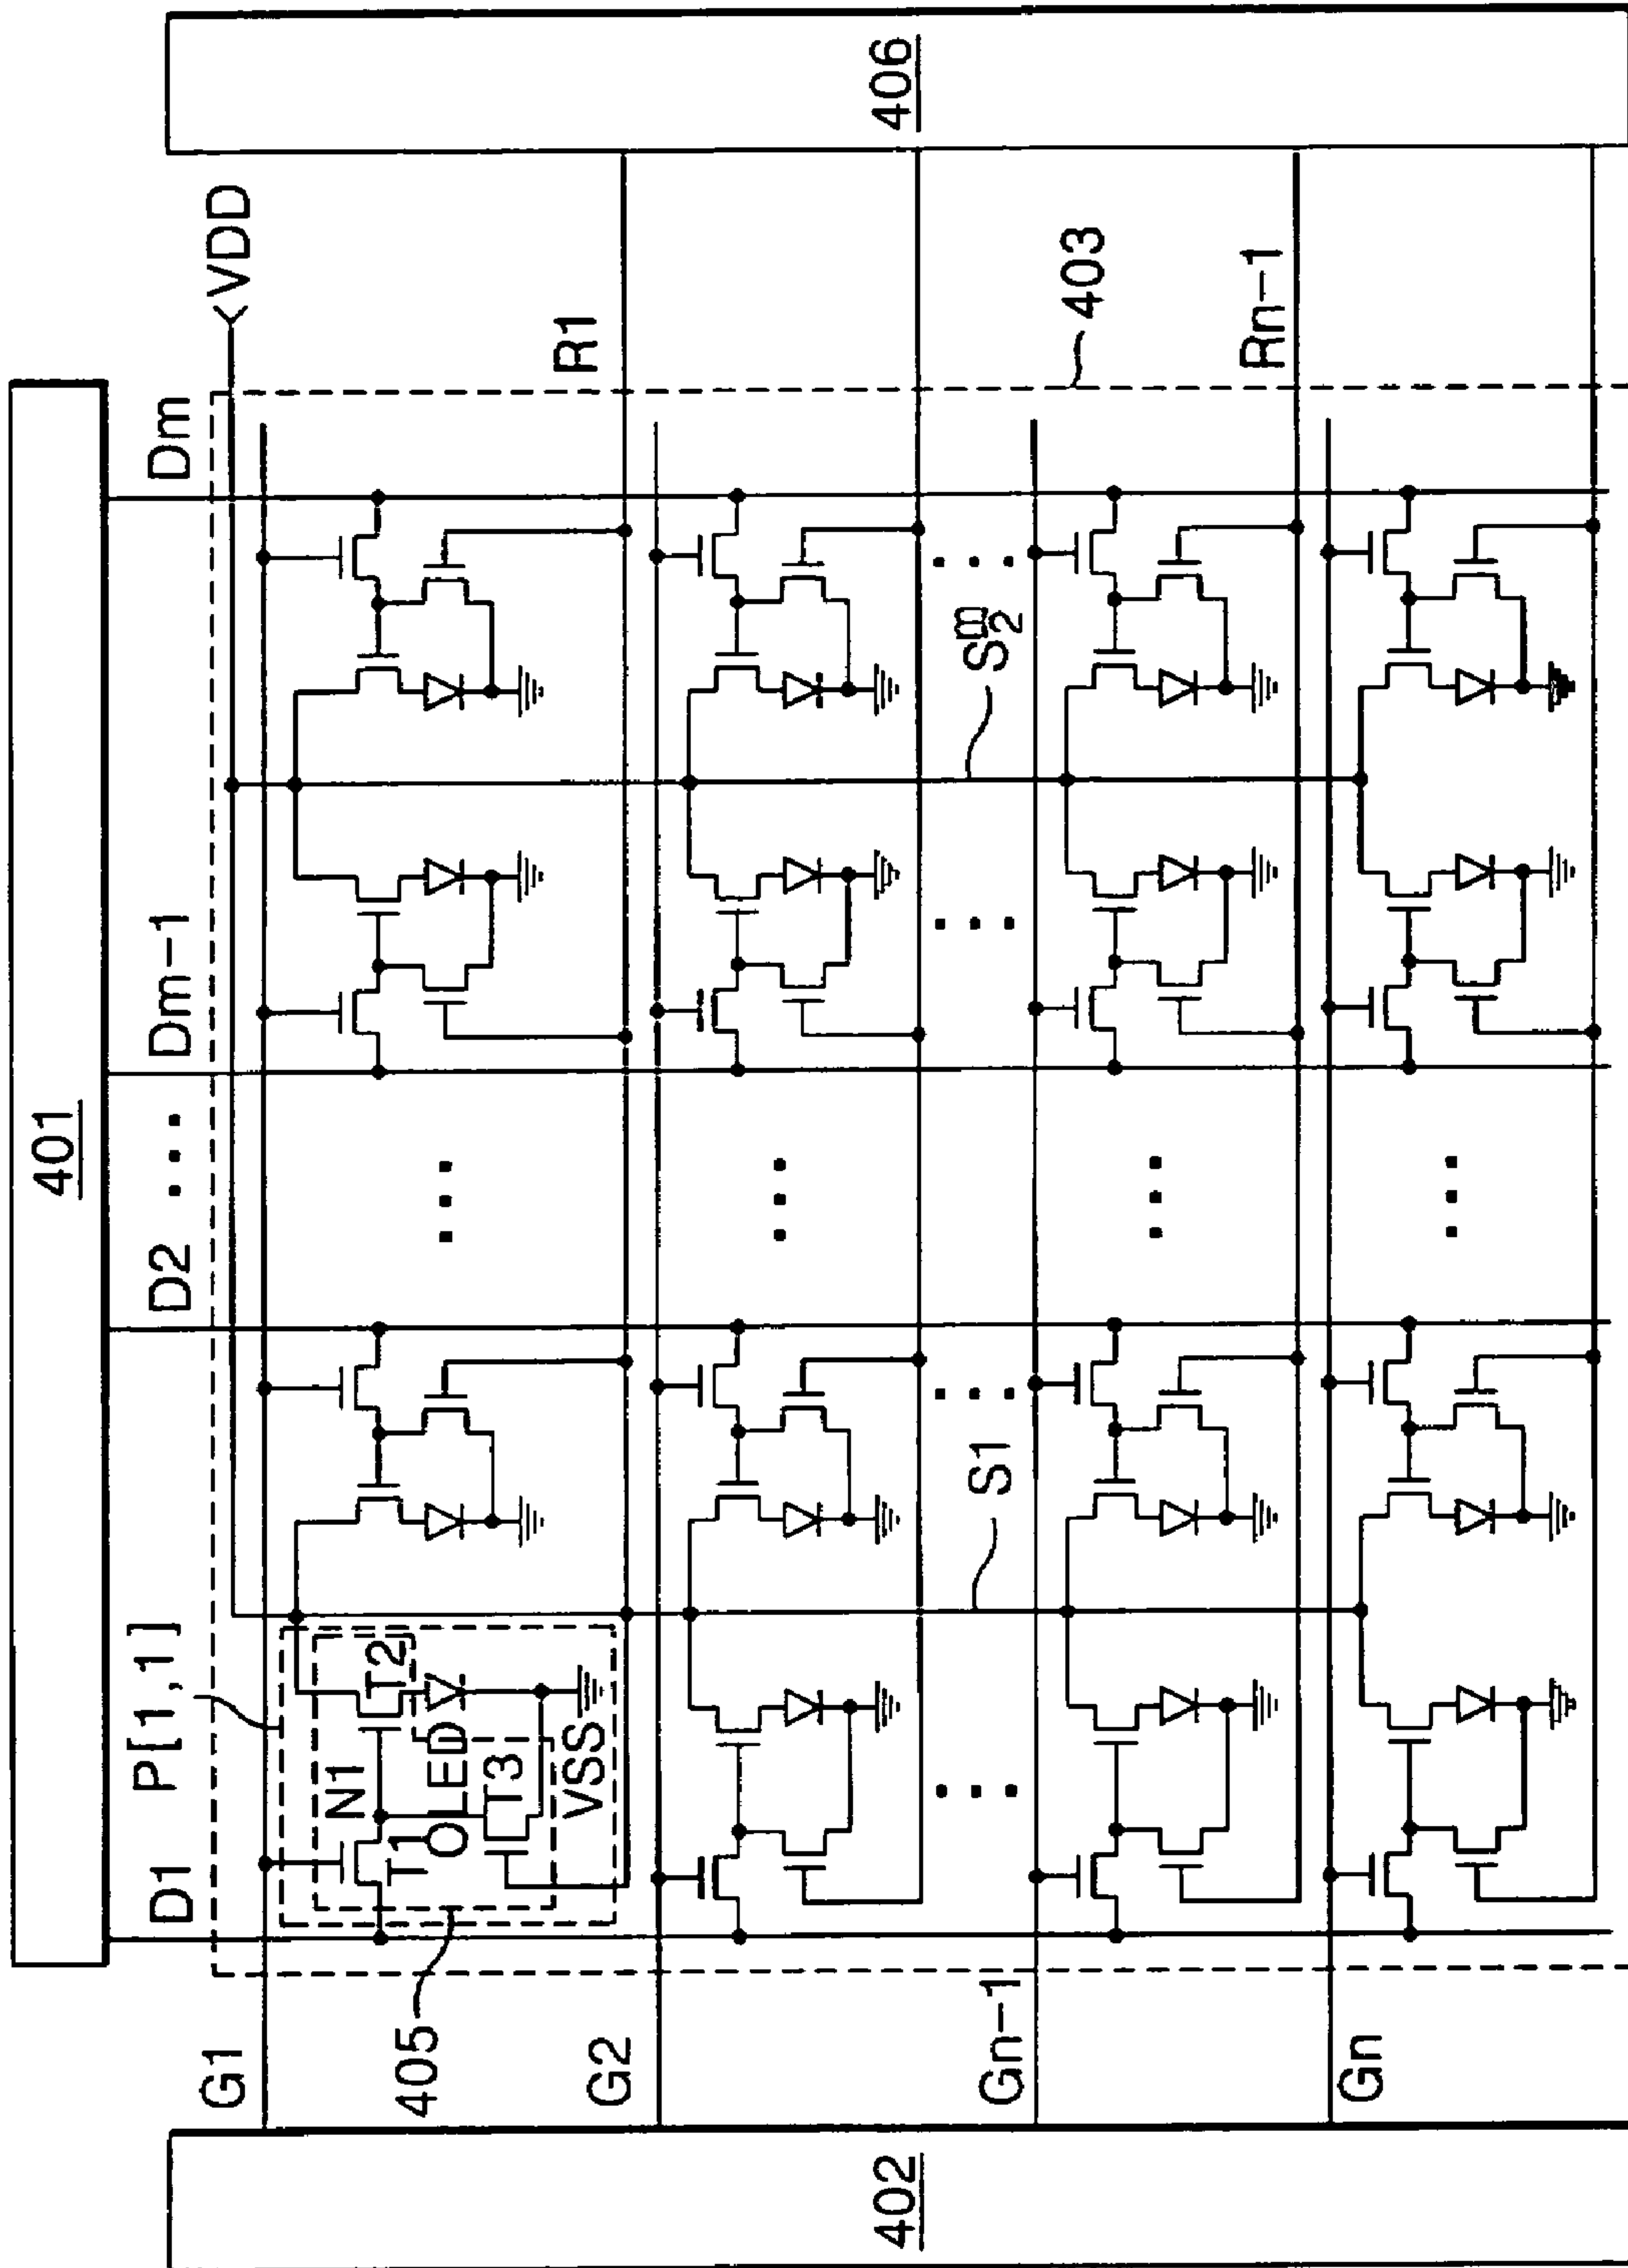 401
D1
D2 ...
Dm-1
Dm
P[1,1]
VDD
G1
N1
T1
T2
OLED
T3
VSS
405
R1
G2
406
402
S1
S m/2
403
Gn-1
Rn-1
Gn